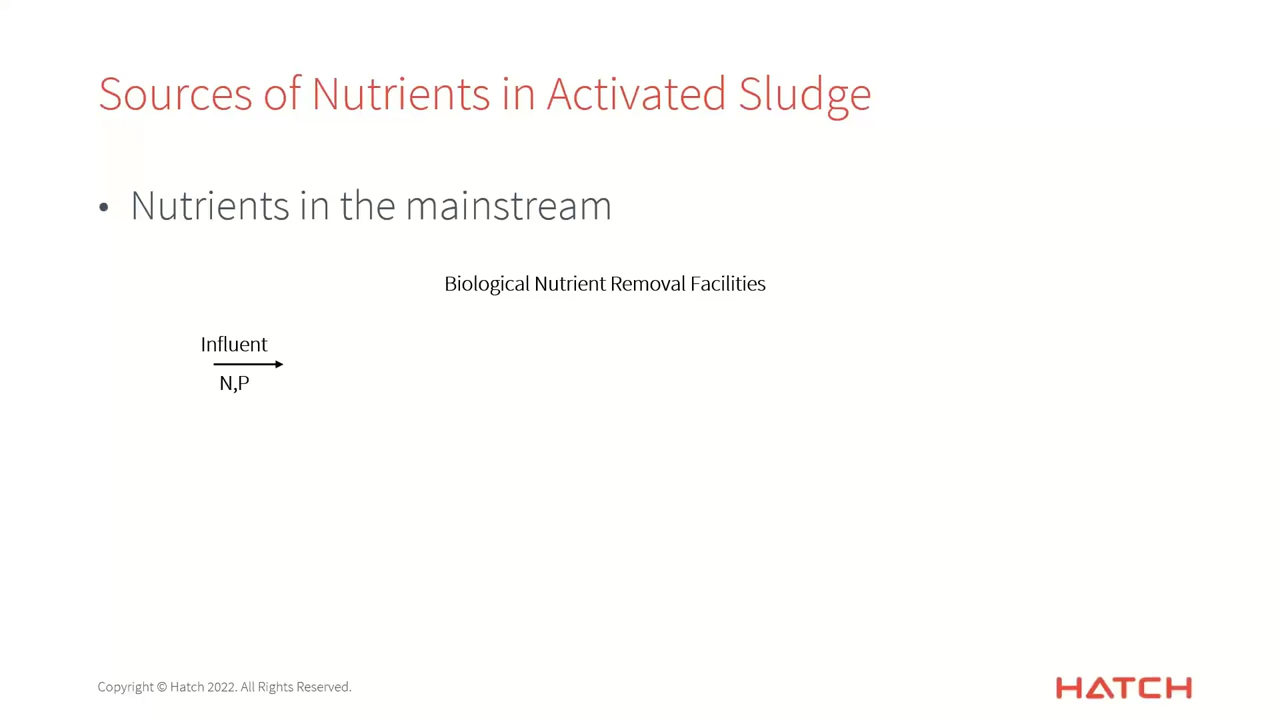 Sources of Nutrients in Activated Sludge
• Nutrients in the mainstream
Biological Nutrient Removal Facilities
Influent
N,P
Copyright © Hatch 2022. All Rights Reserved.
HATCH